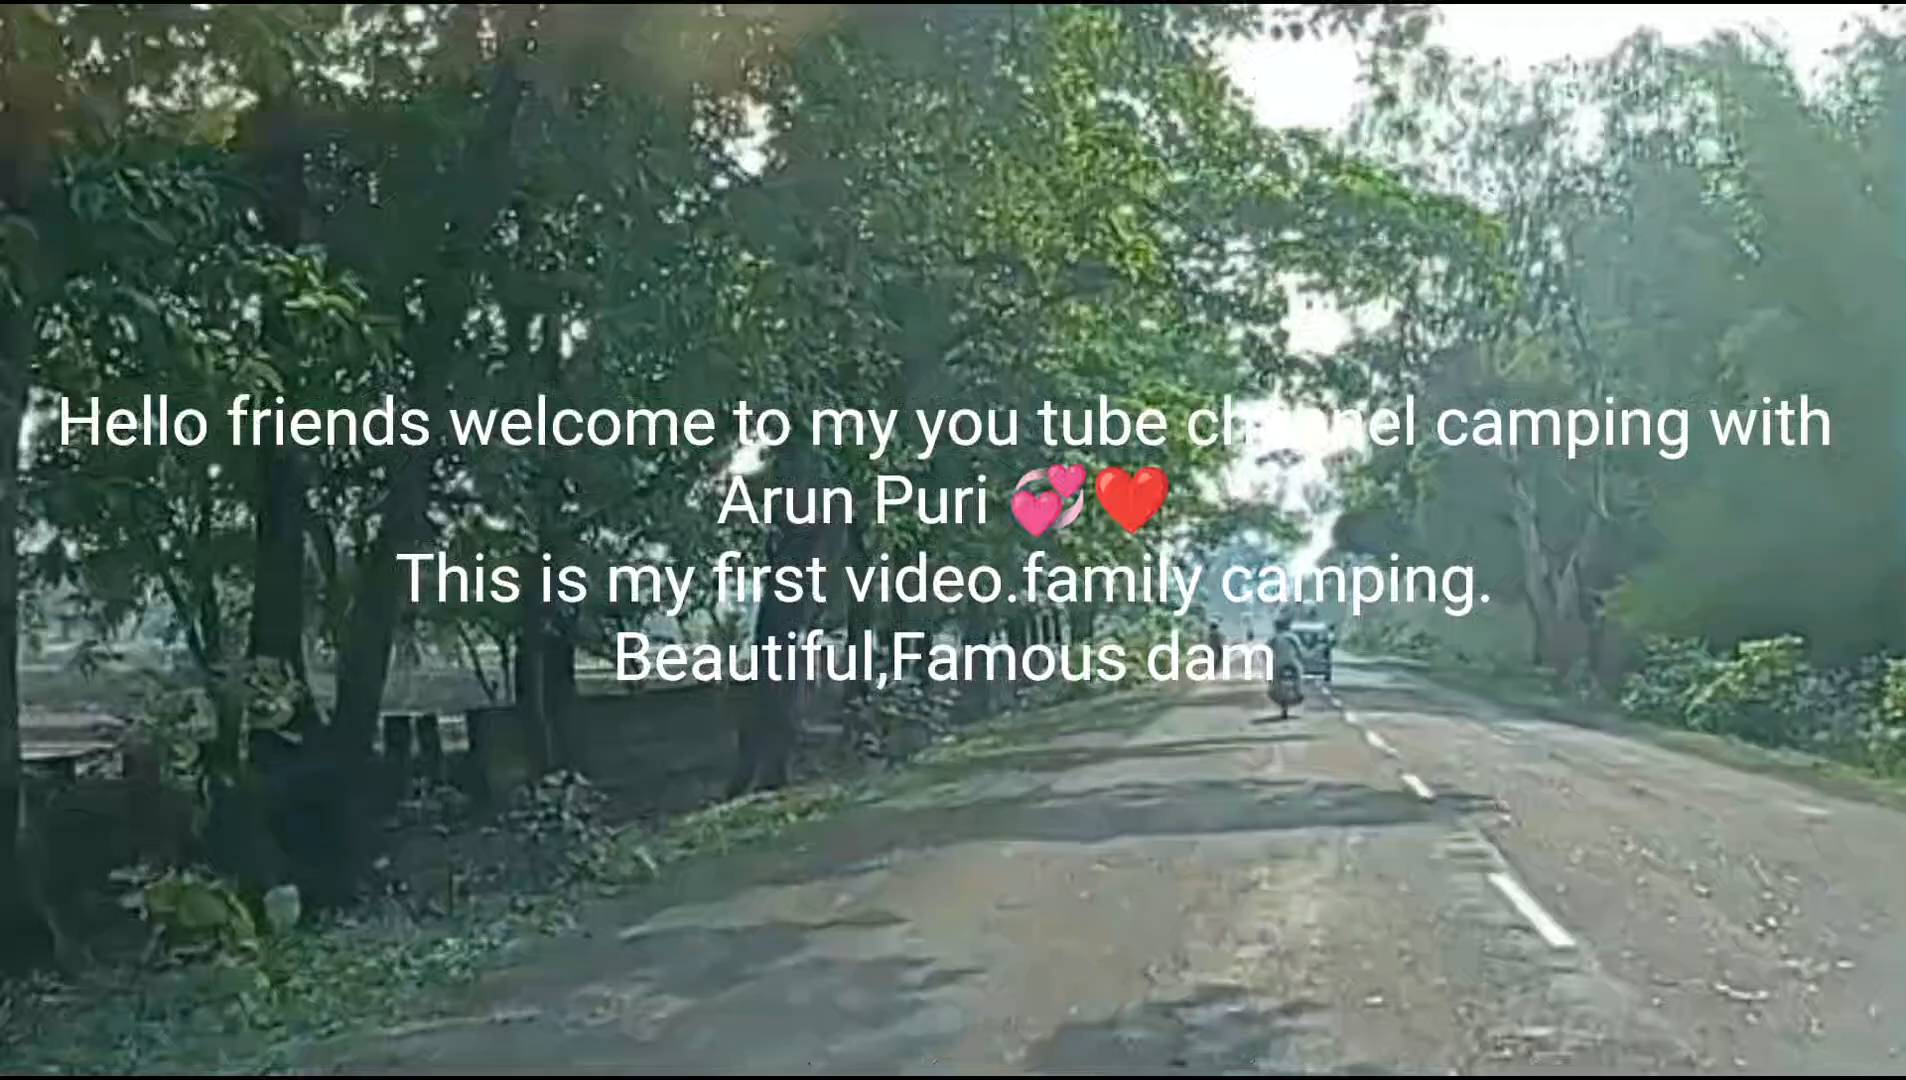 Hello friends welcome to my you tube channel camping with
Arun Puri 💞❤️
This is my first video.family camping.
Beautiful,Famous dam